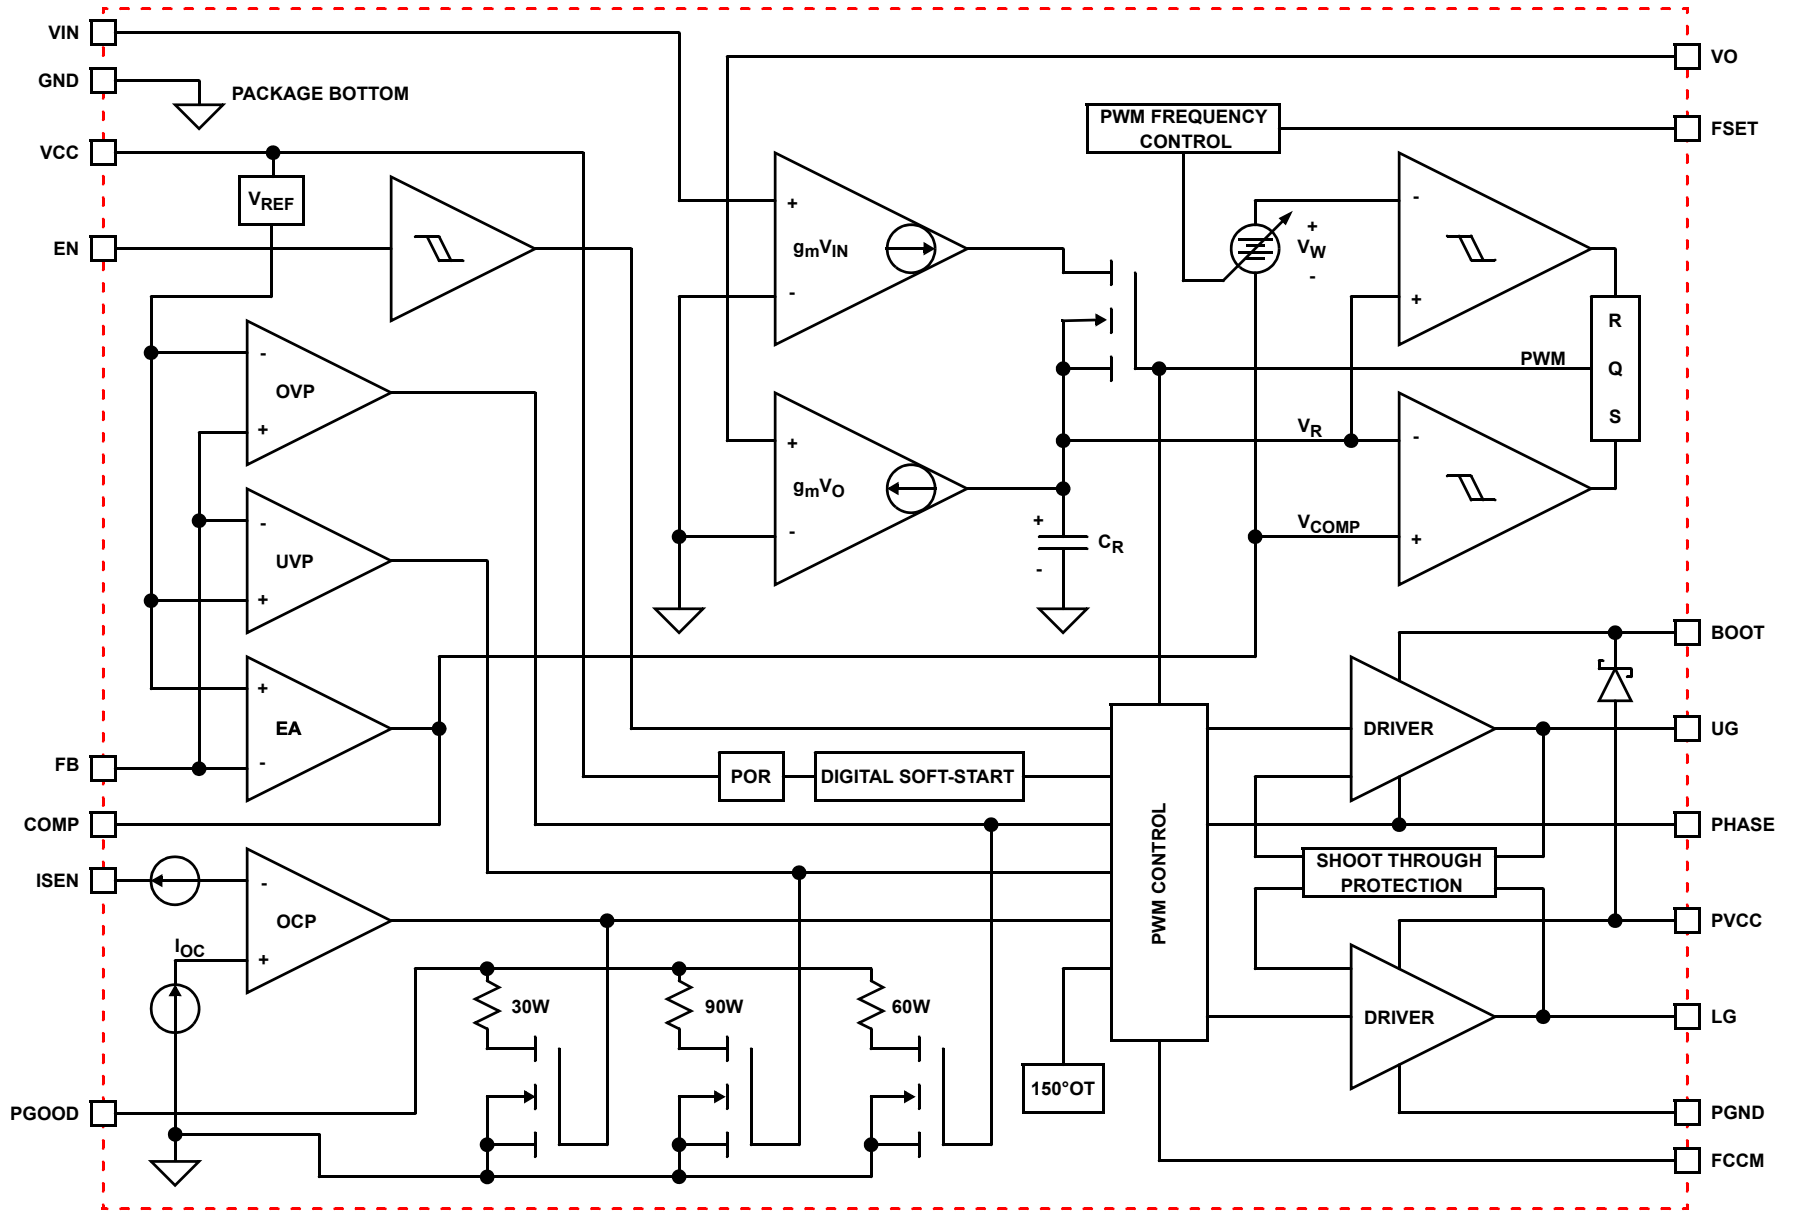 VIN
VO
GND
PACKAGE BOTTOM
PWM FREQUENCY
CONTROL
FSET
VCC
VREF
EN
+
-
gmVIN
-
+
VW
-
-
+
R
Q
S
PWM
-
OVP
+
+
gmVO
-
VR
-
VCOMP
+
+
CR
-
-
UVP
+
BOOT
+
EA
-
DRIVER
UG
FB
POR
DIGITAL SOFT-START
COMP
PHASE
PWM CONTROL
ISEN
-
OCP
+
IOC
SHOOT THROUGH
PROTECTION
PVCC
30W
90W
60W
DRIVER
LG
150°OT
PGOOD
PGND
FCCM